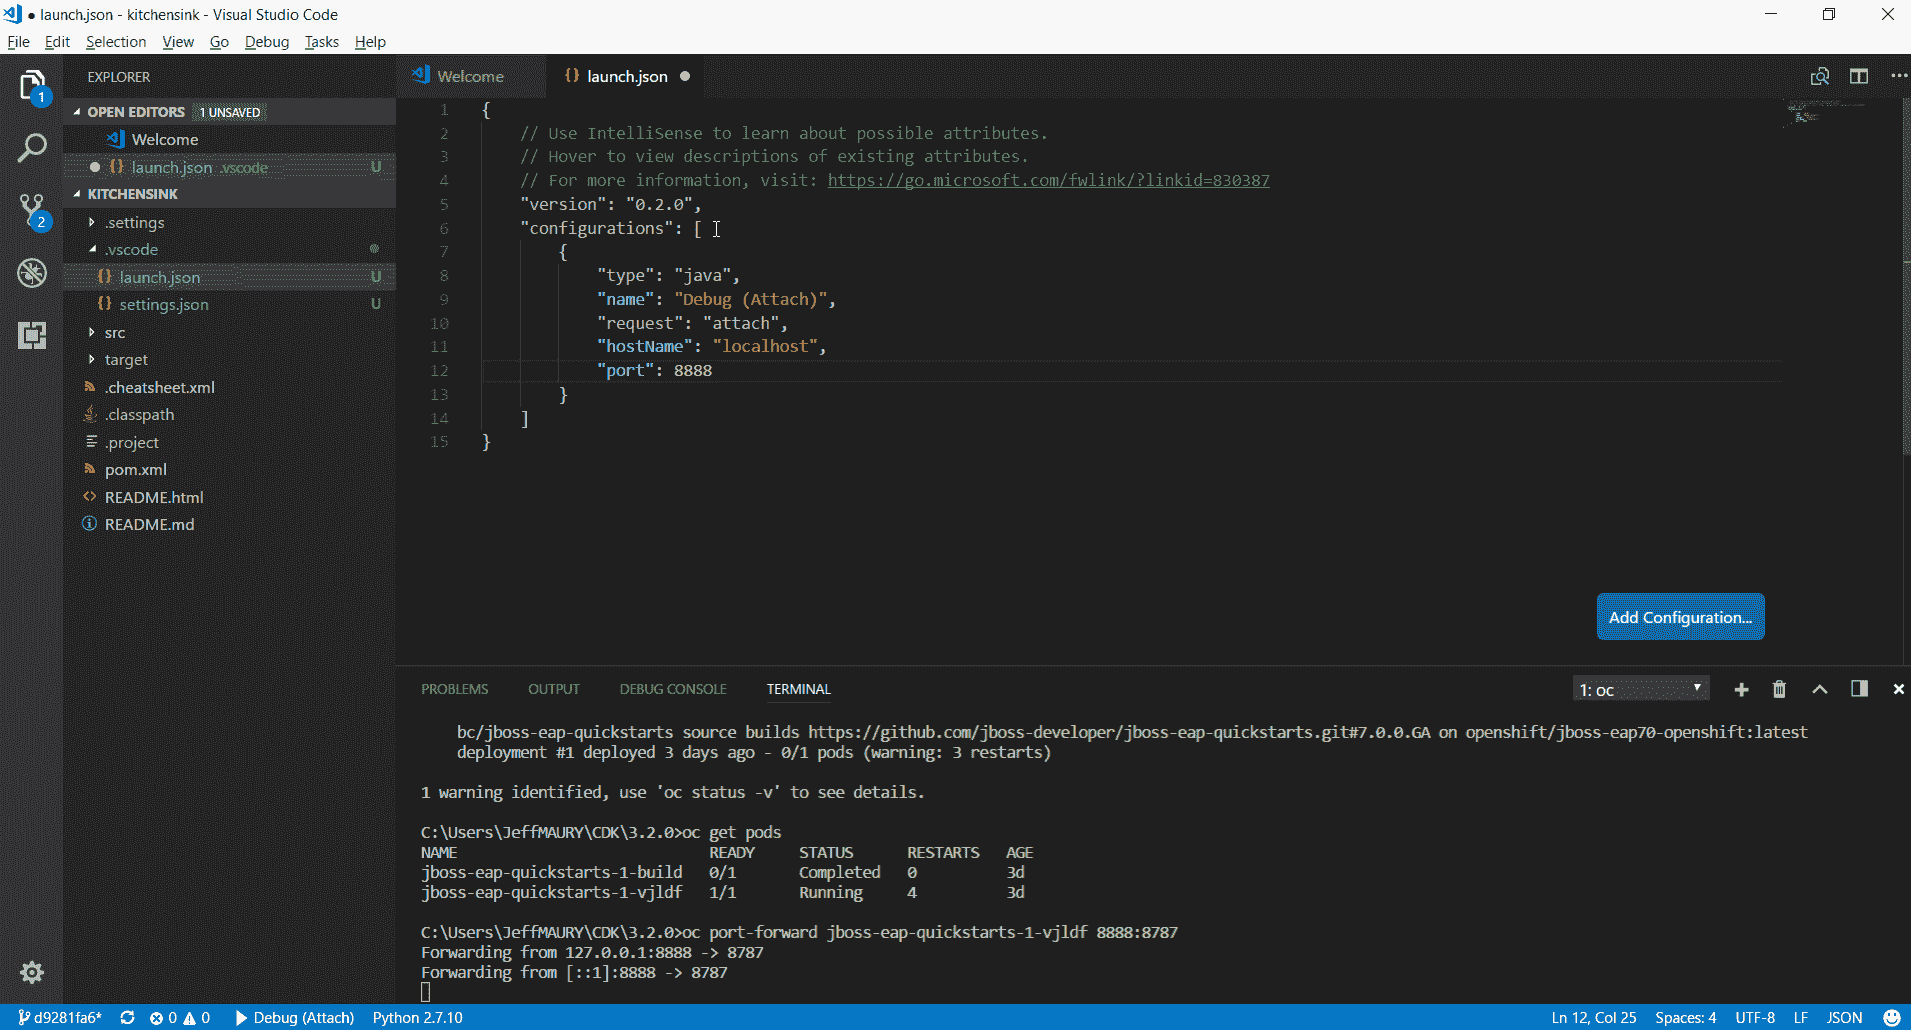 ● launch.json - kitchensink - Visual Studio Code
File Edit Selection View Go Debug Tasks Help
EXPLORER
1
OPEN EDITORS 1 UNSAVED
Welcome
launch.json .vscode U
KITCHENSINK
2
.settings
.vscode
launch.json U
settings.json U
src
target
.cheatsheet.xml
.classpath
.project
pom.xml
README.html
README.md
Welcome
launch.json
1 {
2 // Use IntelliSense to learn about possible attributes.
3 // Hover to view descriptions of existing attributes.
4 // For more information, visit: https://go.microsoft.com/fwlink/?linkid=830387
5 "version": "0.2.0",
6 "configurations": [
7 {
8 "type": "java",
9 "name": "Debug (Attach)",
10 "request": "attach",
11 "hostName": "localhost",
12 "port": 8888
13 }
14 ]
15 }
Add Configuration...
PROBLEMS OUTPUT DEBUG CONSOLE TERMINAL
1: oc
bc/jboss-eap-quickstarts source builds https://github.com/jboss-developer/jboss-eap-quickstarts.git#7.0.0.GA on openshift/jboss-eap70-openshift:latest
deployment #1 deployed 3 days ago - 0/1 pods (warning: 3 restarts)
1 warning identified, use 'oc status -v' to see details.
C:\Users\JeffMAURY\CDK\3.2.0>oc get pods
NAME READY STATUS RESTARTS AGE
jboss-eap-quickstarts-1-build 0/1 Completed 0 3d
jboss-eap-quickstarts-1-vjldf 1/1 Running 4 3d
C:\Users\JeffMAURY\CDK\3.2.0>oc port-forward jboss-eap-quickstarts-1-vjldf 8888:8787
Forwarding from 127.0.0.1:8888 -> 8787
Forwarding from [::1]:8888 -> 8787
d9281fa6* 0 0 Debug (Attach) Python 2.7.10 Ln 12, Col 25 Spaces: 4 UTF-8 LF JSON